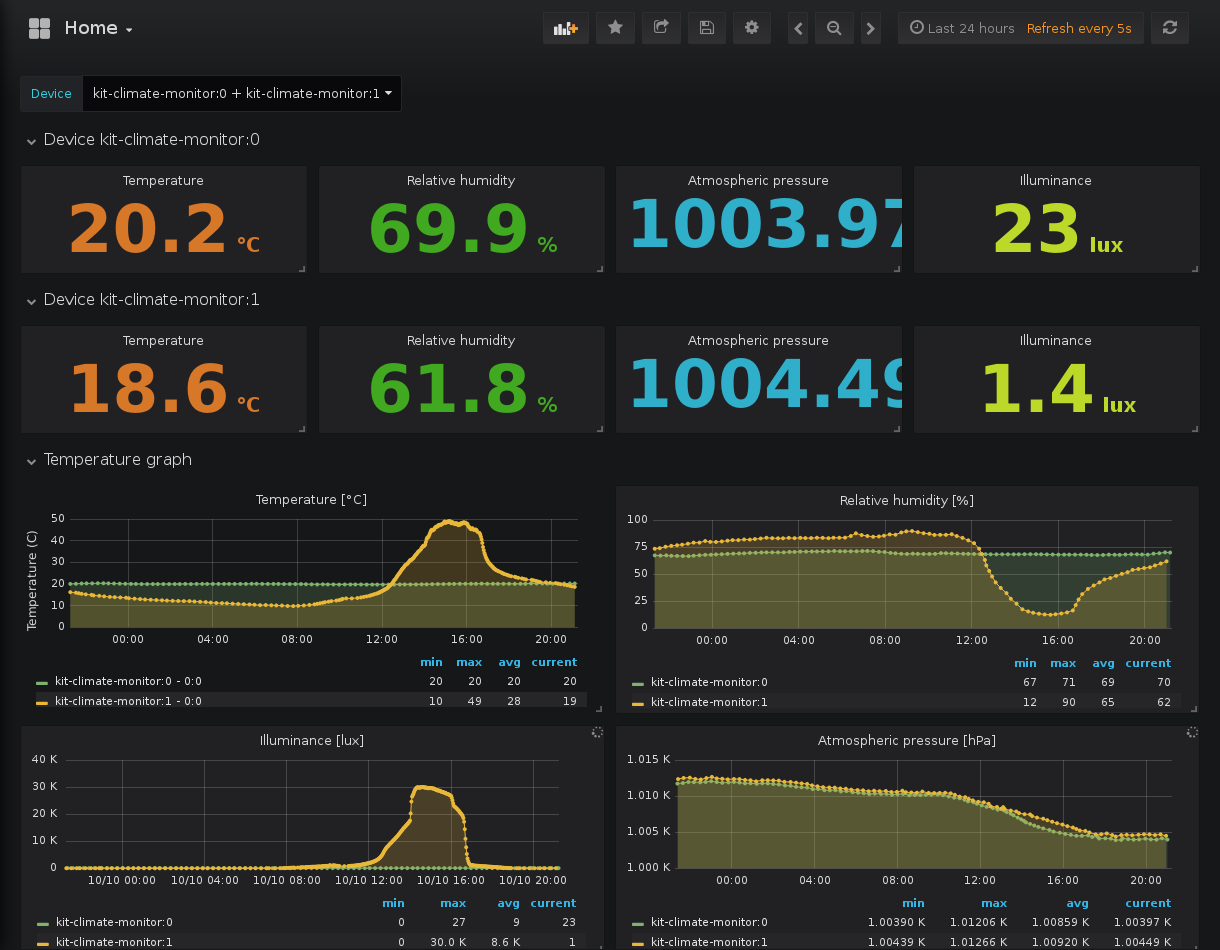 Home
Last 24 hours Refresh every 5s
Device kit-climate-monitor:0 + kit-climate-monitor:1
Device kit-climate-monitor:0
Temperature Relative humidity Atmospheric pressure Illuminance
20.2 °C 69.9 % 1003.97 23 lux
Device kit-climate-monitor:1
Temperature Relative humidity Atmospheric pressure Illuminance
18.6 °C 61.8 % 1004.49 1.4 lux
Temperature graph
Temperature [°C]
Temperature (C)
50
40
30
20
10
0
00:00 04:00 08:00 12:00 16:00 20:00
min max avg current
kit-climate-monitor:0 - 0:0 20 20 20 20
kit-climate-monitor:1 - 0:0 10 49 28 19
Relative humidity [%]
100
75
50
25
0
00:00 04:00 08:00 12:00 16:00 20:00
min max avg current
kit-climate-monitor:0 67 71 69 70
kit-climate-monitor:1 12 90 65 62
Illuminance [lux]
40 K
30 K
20 K
10 K
0
10/10 00:00 10/10 04:00 10/10 08:00 10/10 12:00 10/10 16:00 10/10 20:00
min max avg current
kit-climate-monitor:0 0 27 9 23
kit-climate-monitor:1 0 30.0 K 8.6 K 1
Atmospheric pressure [hPa]
1.015 K
1.010 K
1.005 K
1.000 K
00:00 04:00 08:00 12:00 16:00 20:00
min max avg current
kit-climate-monitor:0 1.00390 K 1.01206 K 1.00859 K 1.00397 K
kit-climate-monitor:1 1.00439 K 1.01266 K 1.00920 K 1.00449 K